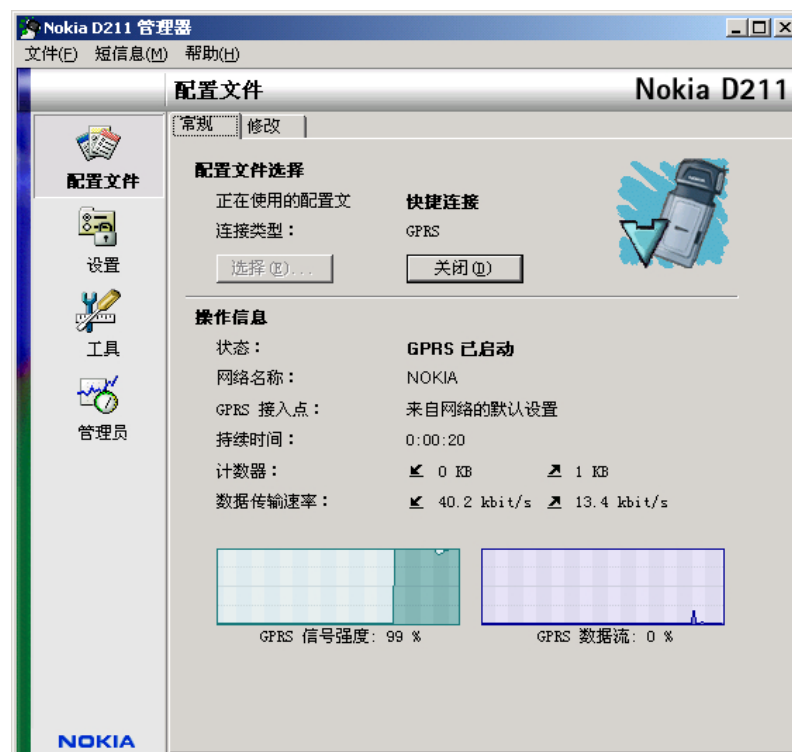 Nokia D211 管理器
文件(F) 短信息(M) 帮助(H)
配置文件
Nokia D211
常规 修改
配置文件
设置
工具
管理员
NOKIA
配置文件选择
正在使用的配置文 快捷连接
连接类型： GPRS
选择(E)... 关闭(D)
操作信息
状态： GPRS 已启动
网络名称： NOKIA
GPRS 接入点： 来自网络的默认设置
持续时间： 0:00:20
计数器： 0 KB 1 KB
数据传输速率： 40.2 kbit/s 13.4 kbit/s
GPRS 信号强度: 99 % GPRS 数据流: 0 %